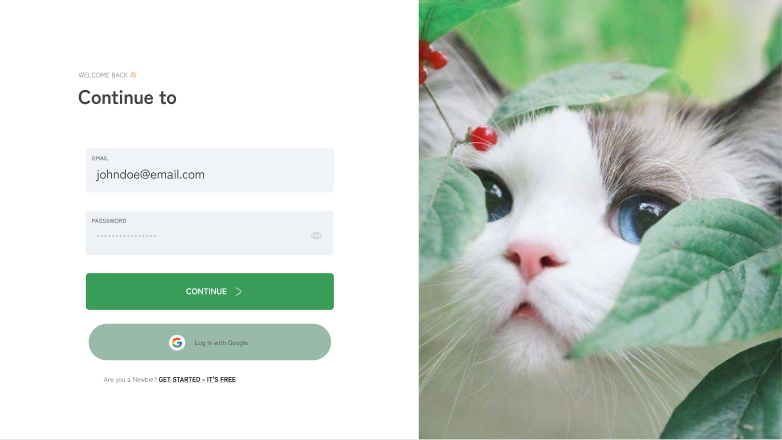 WELCOME BACK 👋🏻
Continue to
EMAIL
johndoe@email.com
PASSSWORD
CONTINUE >
Log in with Google
Are you a Newbie? GET STARTED - IT'S FREE